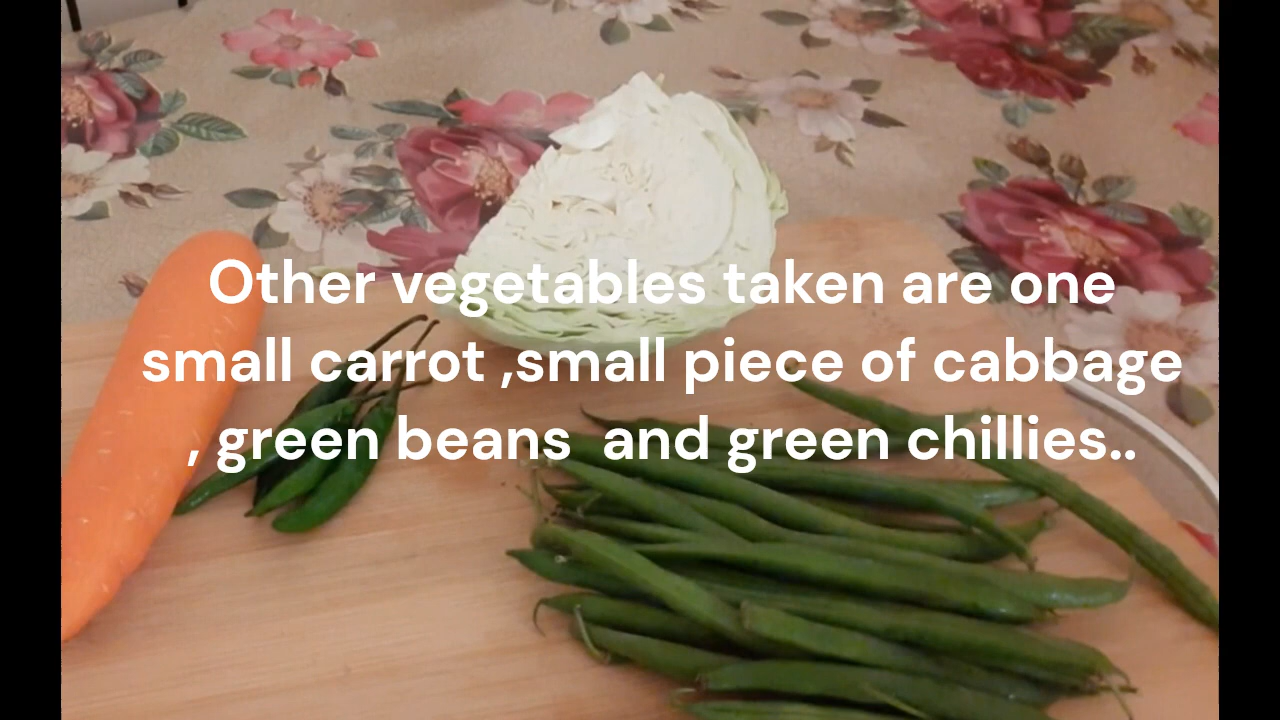 Other vegetables taken are one
small carrot ,small piece of cabbage
, green beans  and green chillies..